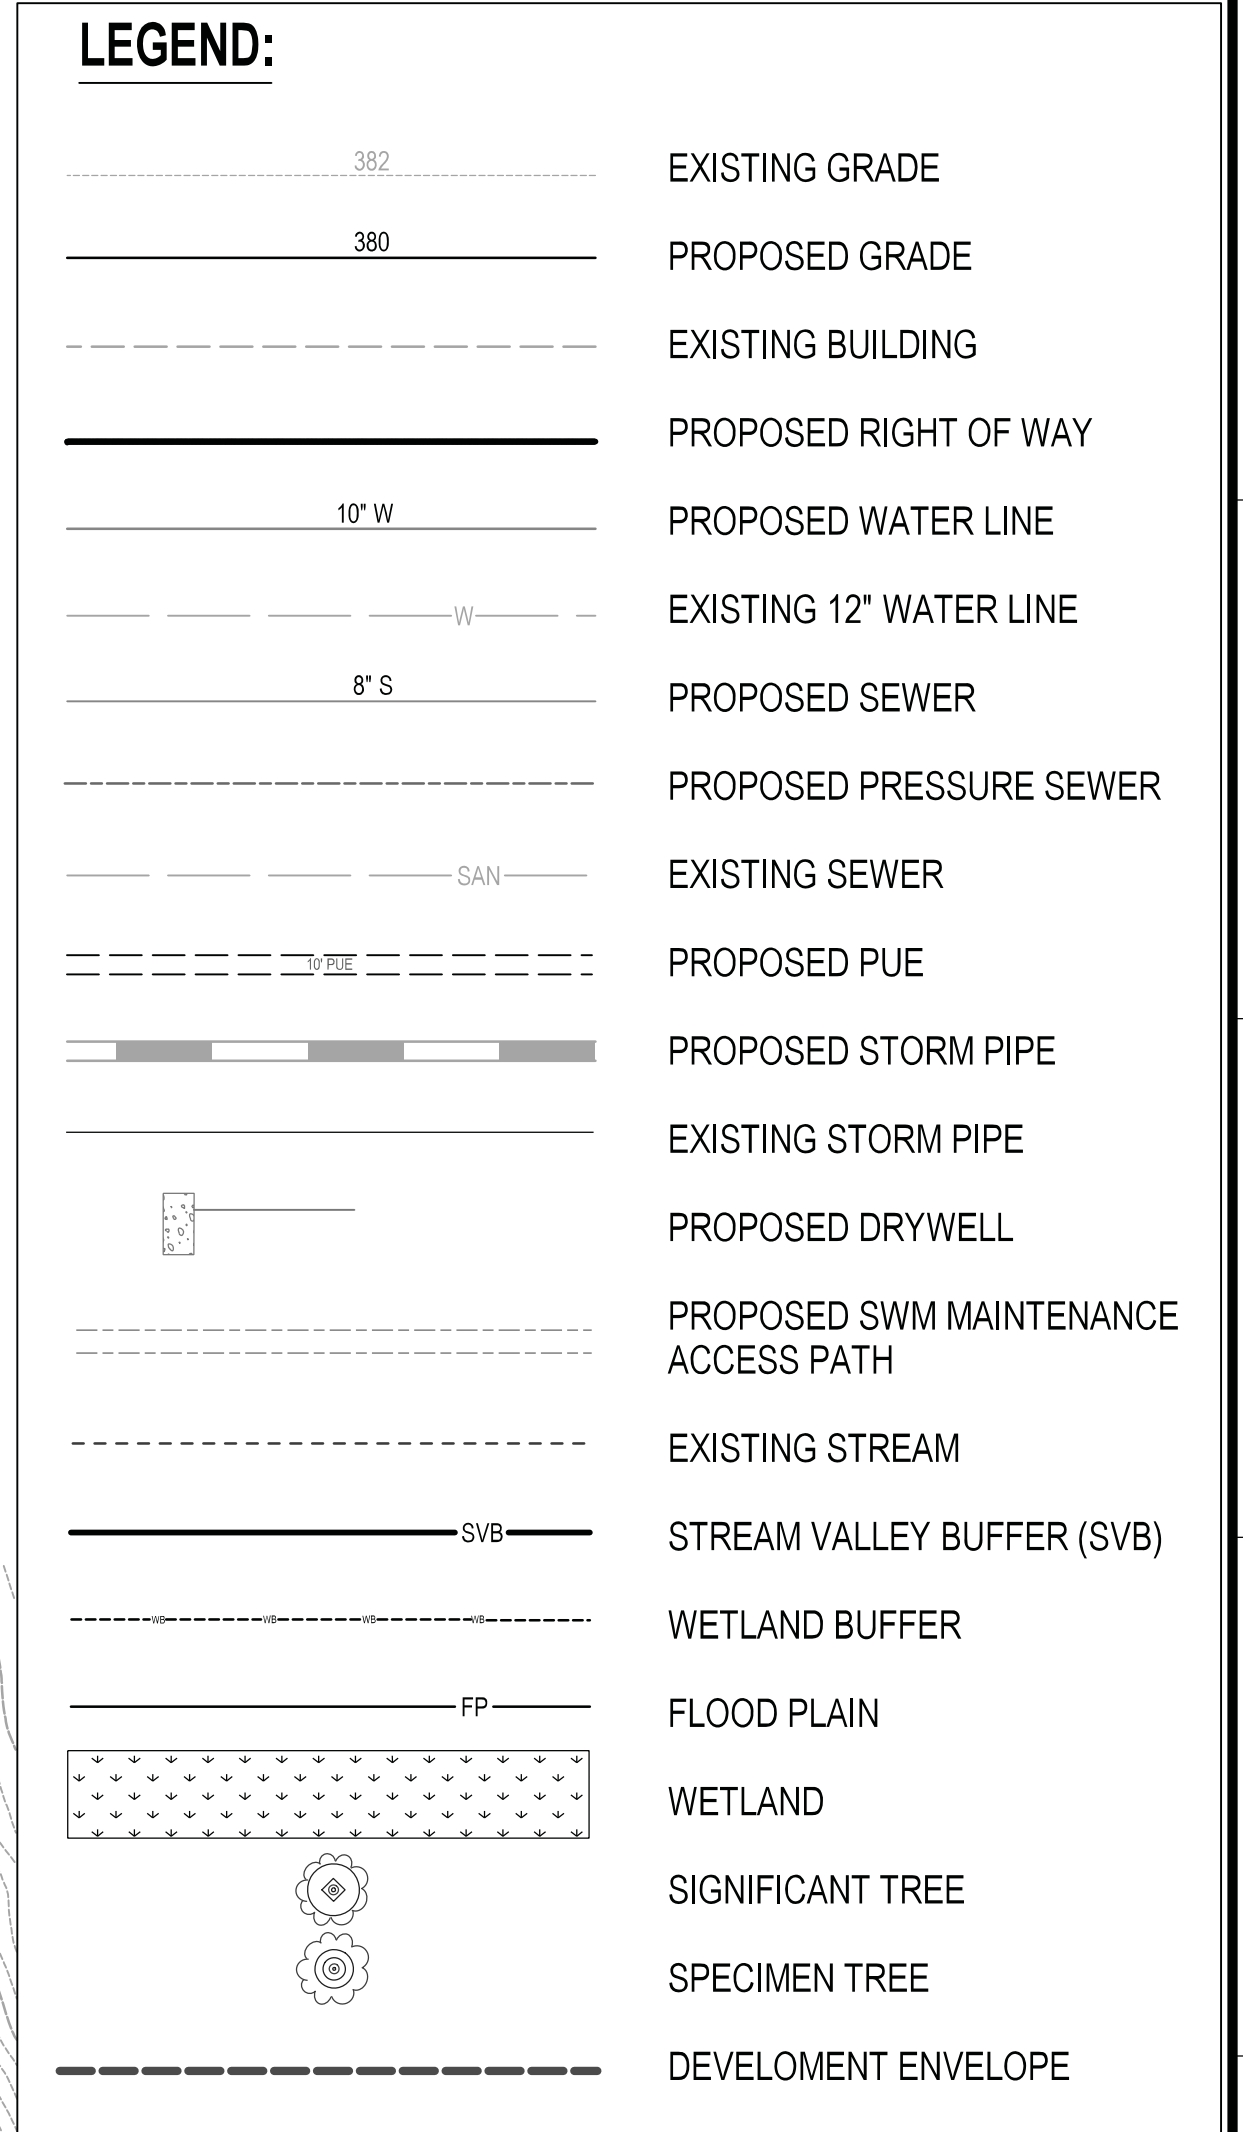 LEGEND:
382
EXISTING GRADE
380
PROPOSED GRADE
EXISTING BUILDING
PROPOSED RIGHT OF WAY
10" W
PROPOSED WATER LINE
W
EXISTING 12" WATER LINE
8" S
PROPOSED SEWER
PROPOSED PRESSURE SEWER
SAN
EXISTING SEWER
10' PUE
PROPOSED PUE
PROPOSED STORM PIPE
EXISTING STORM PIPE
PROPOSED DRYWELL
PROPOSED SWM MAINTENANCE
ACCESS PATH
EXISTING STREAM
SVB
STREAM VALLEY BUFFER (SVB)
WB WB WB WB
WETLAND BUFFER
FP
FLOOD PLAIN
WETLAND
SIGNIFICANT TREE
SPECIMEN TREE
DEVELOMENT ENVELOPE